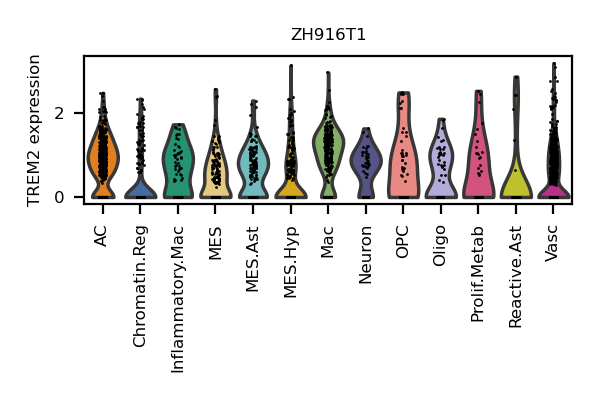 ZH916T1
TREM2 expression
2
0
AC
Chromatin.Reg
Inflammatory.Mac
MES
MES.Ast
MES.Hyp
Mac
Neuron
OPC
Oligo
Prolif.Metab
Reactive.Ast
Vasc